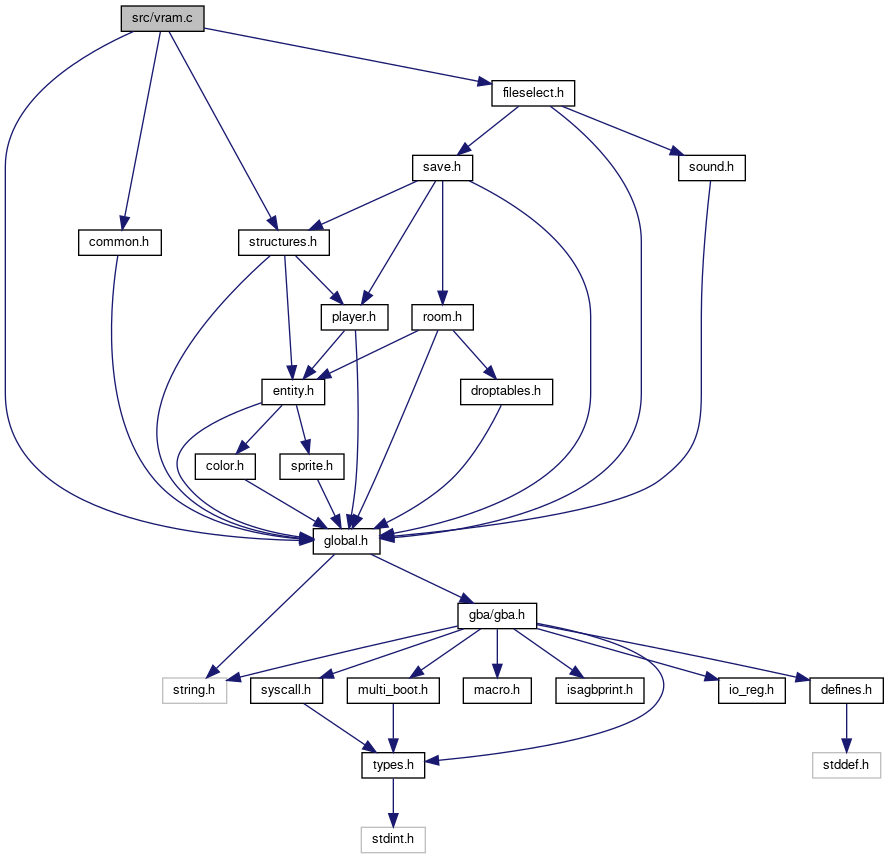 src/vram.c
fileselect.h
save.h
sound.h
common.h
structures.h
player.h
room.h
entity.h
droptables.h
color.h
sprite.h
global.h
gba/gba.h
string.h
syscall.h
multi_boot.h
macro.h
isagbprint.h
io_reg.h
defines.h
types.h
stddef.h
stdint.h